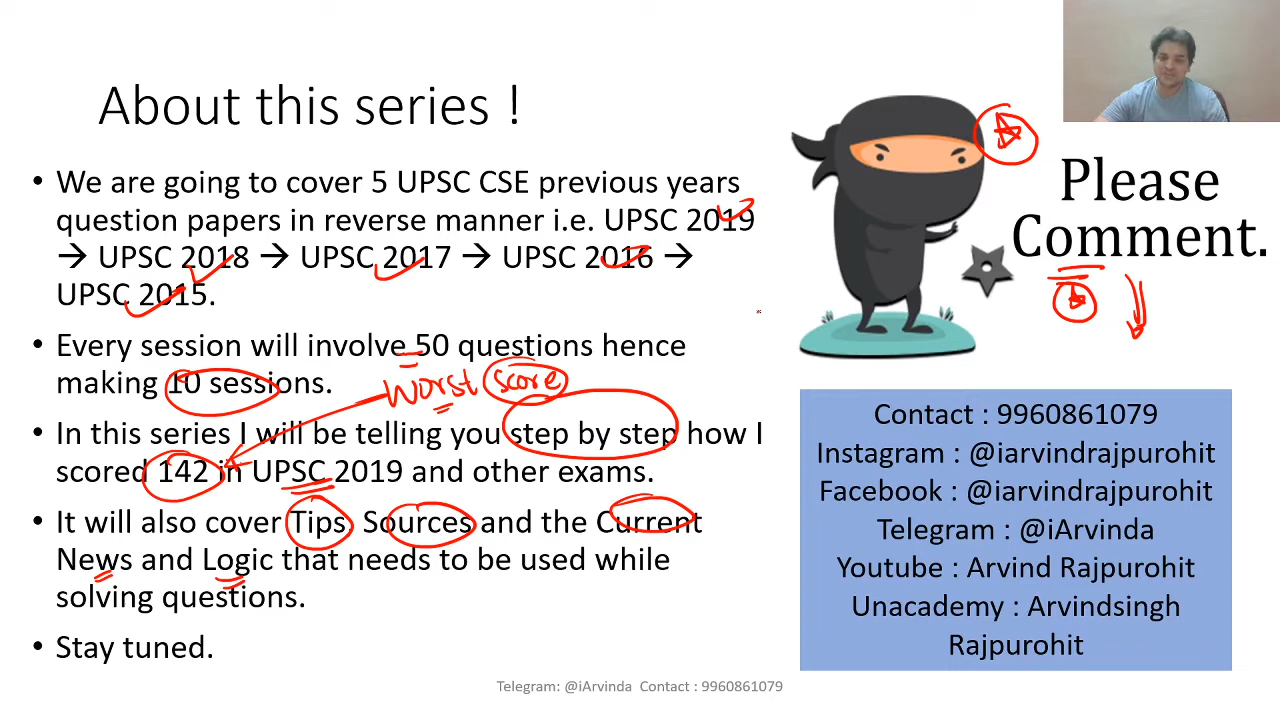 About this series !
• We are going to cover 5 UPSC CSE previous years
question papers in reverse manner i.e. UPSC 2019
→ UPSC 2018 → UPSC 2017 → UPSC 2016 →
UPSC 2015.
• Every session will involve 50 questions hence
making 10 sessions.
Worst score
• In this series I will be telling you step by step how I
scored 142 in UPSC 2019 and other exams.
• It will also cover Tips, Sources and the Current
News and Logic that needs to be used while
solving questions.
• Stay tuned.
Please
Comment.
Contact : 9960861079
Instagram : @iarvindrajpurohit
Facebook : @iarvindrajpurohit
Telegram : @iArvinda
Youtube : Arvind Rajpurohit
Unacademy : Arvindsingh
Rajpurohit
Telegram: @iArvinda Contact : 9960861079